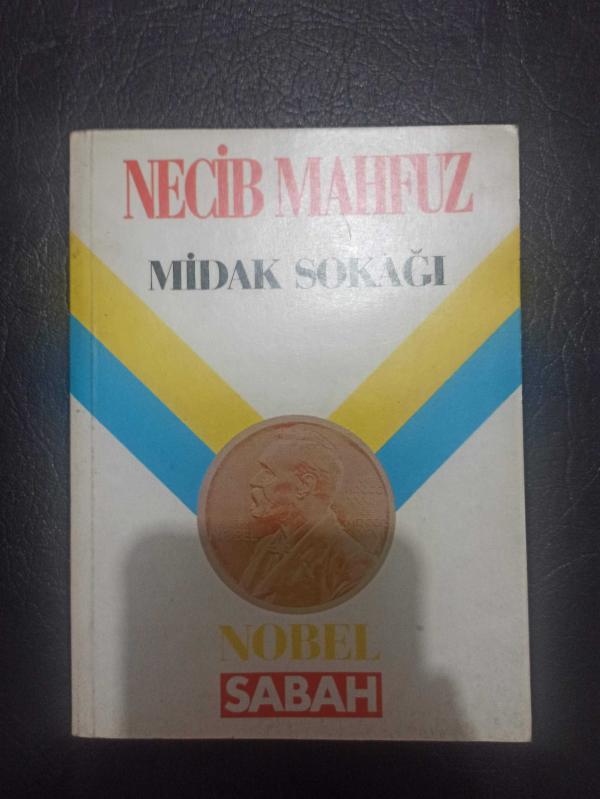 NECİB MAHFUZ
MİDAK SOKAĞI
NOBEL
SABAH